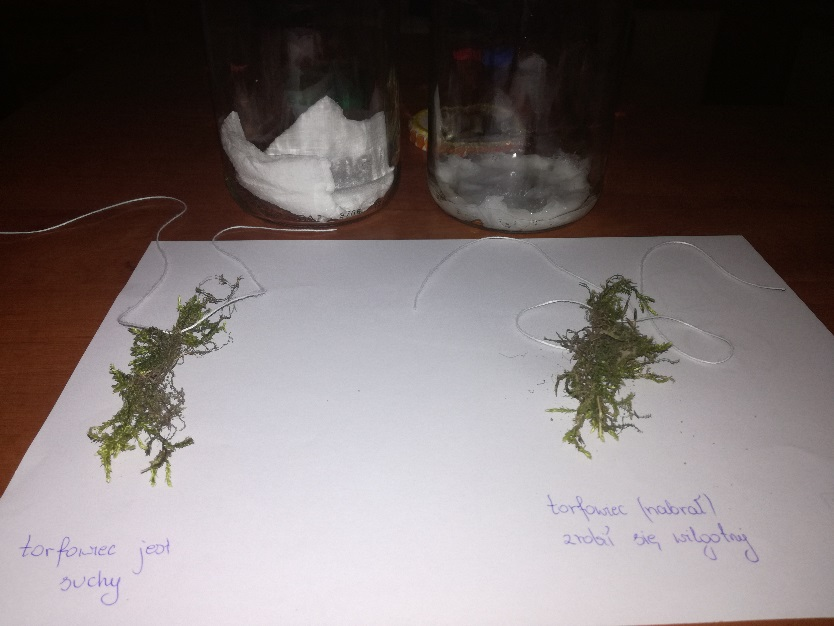 torfowiec jest
suchy
torfowiec (nabrał)
zrobił się wilgotny